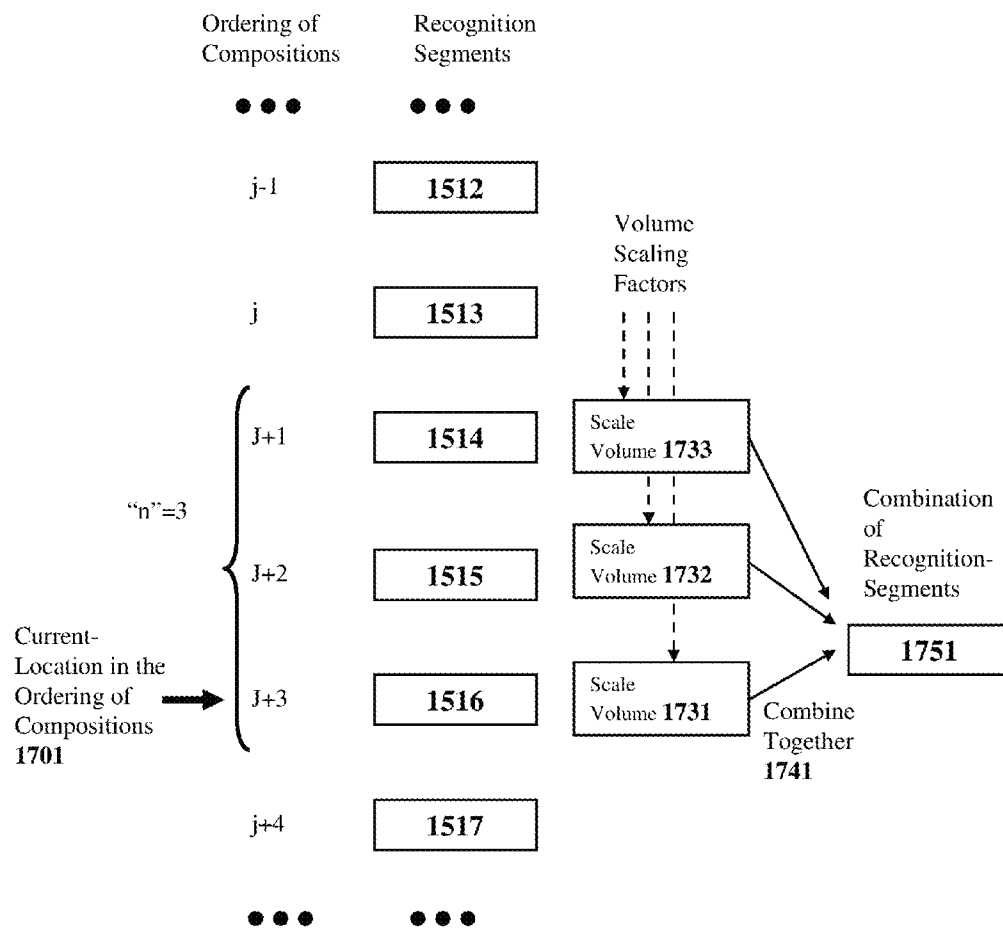 Ordering of
Compositions
Recognition
Segments
j-1
1512
Volume
Scaling
Factors
j
1513
J+1
1514
Scale
Volume 1733
"n"=3
Combination
of
Recognition-
Segments
J+2
1515
Scale
Volume 1732
1751
Current-
Location in the
Ordering of
Compositions
1701
J+3
1516
Scale
Volume 1731
Combine
Together
1741
j+4
1517